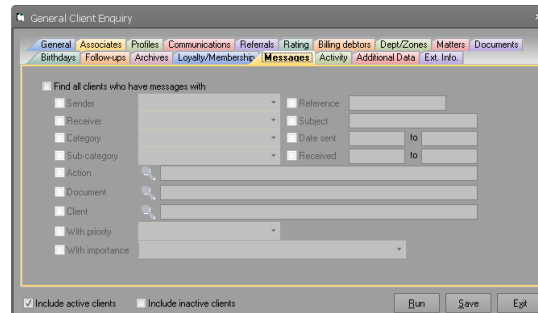 General Client Enquiry
General Associates Profiles Communications Referrals Rating Billing debtors Dept/Zones Matters Documents
Birthdays Follow-ups Archives Loyalty/Membership Messages Activity Additional Data Ext. Info.
Find all clients who have messages with
Sender Reference
Receiver Subject
Category Date sent to
Sub-category Received to
Action
Document
Client
With priority
With importance
Include active clients Include inactive clients Run Save Exit